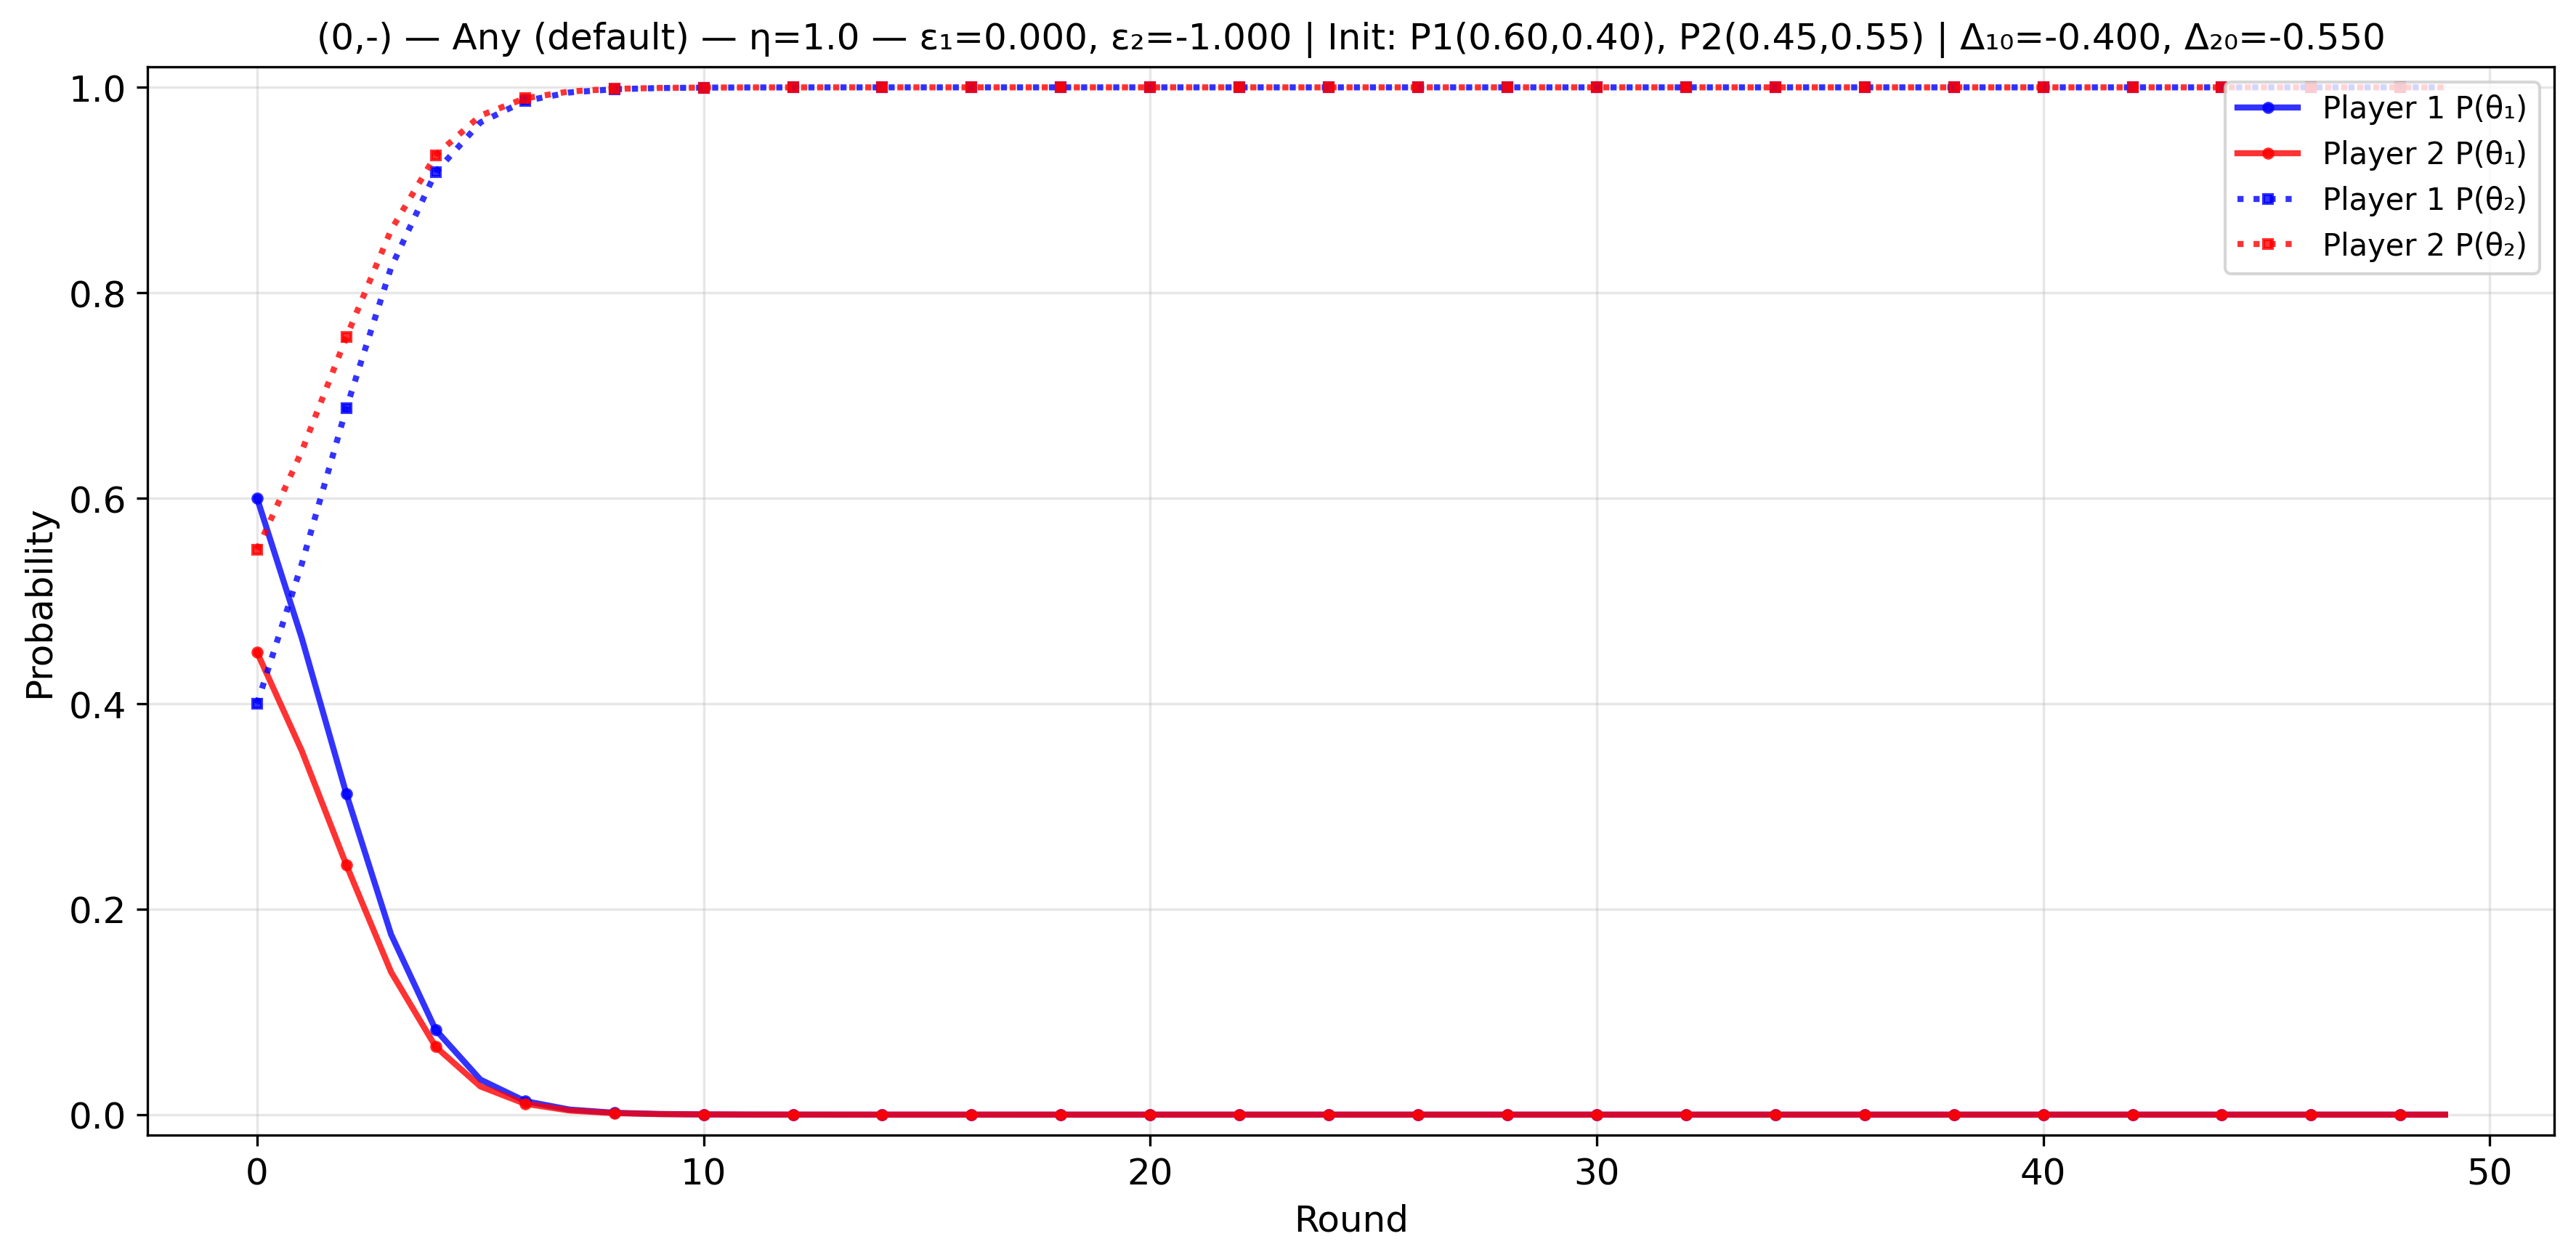 (0,-) — Any (default) — η=1.0 — ε₁=0.000, ε₂=-1.000 | Init: P1(0.60,0.40), P2(0.45,0.55) | Δ₁₀=-0.400, Δ₂₀=-0.550
1.0
0.8
0.6
0.4
0.2
0.0
Probability
Player 1 P(θ₁)
Player 2 P(θ₁)
Player 1 P(θ₂)
Player 2 P(θ₂)
0
10
20
30
40
50
Round